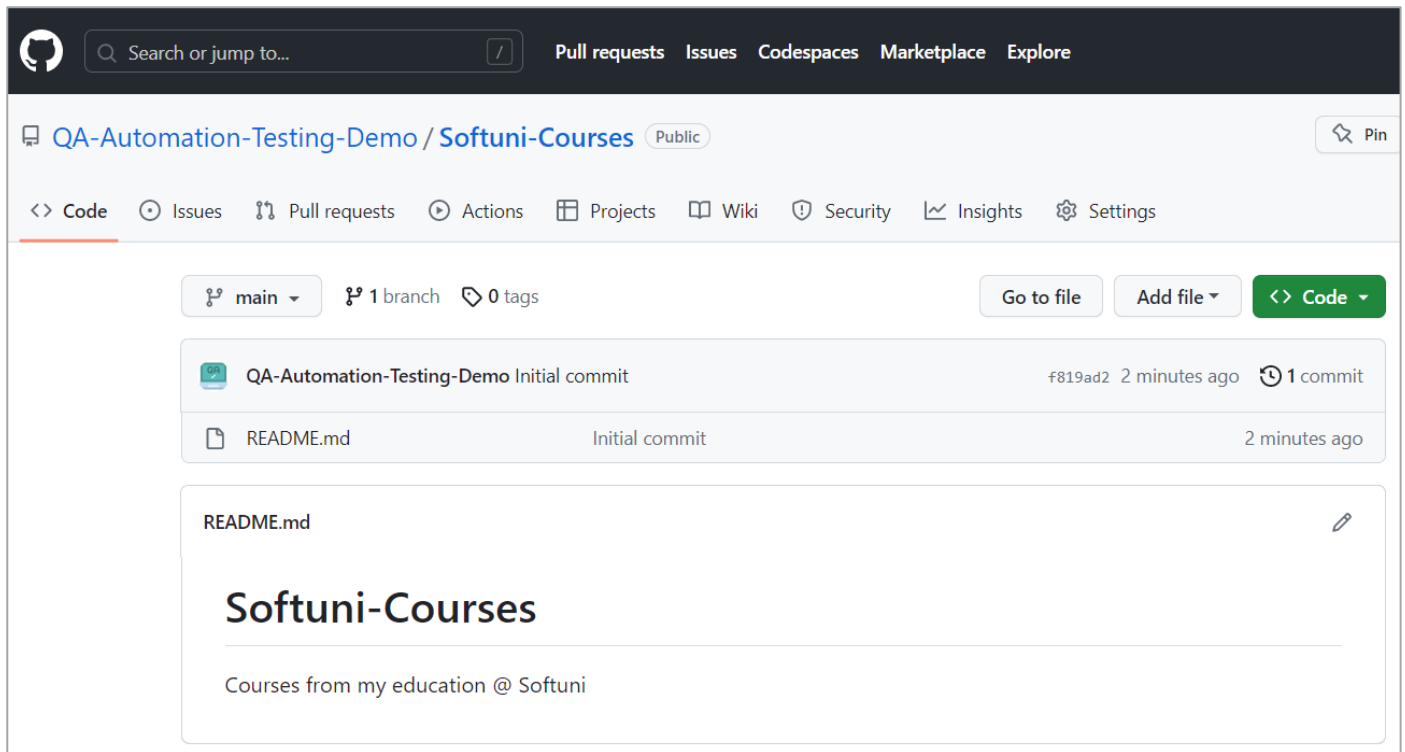 Search or jump to... /
Pull requests Issues Codespaces Marketplace Explore
QA-Automation-Testing-Demo / Softuni-Courses Public
Pin
<> Code Issues Pull requests Actions Projects Wiki Security Insights Settings
main 1 branch 0 tags
Go to file Add file <> Code
QA-Automation-Testing-Demo Initial commit f819ad2 2 minutes ago 1 commit
README.md Initial commit 2 minutes ago
README.md
Softuni-Courses
Courses from my education @ Softuni